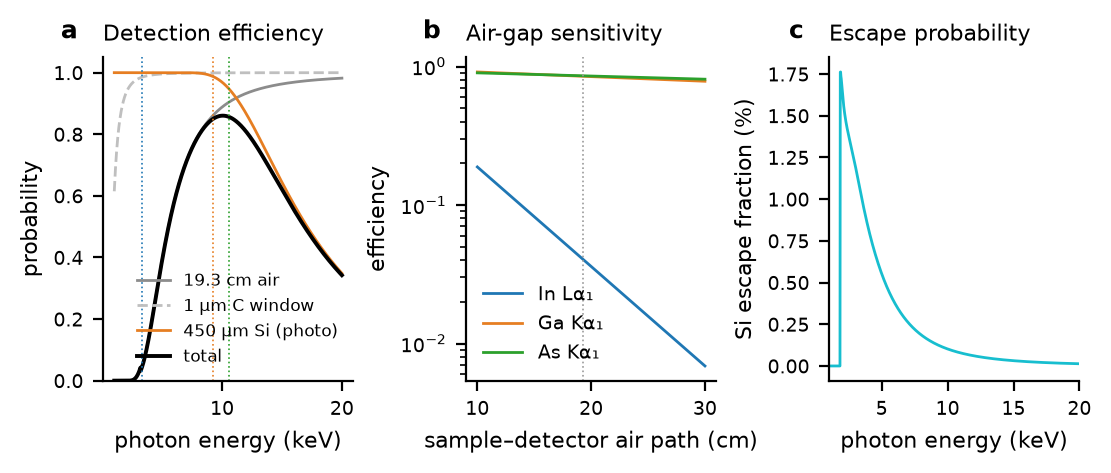 a Detection efficiency
probability
1.0
0.8
0.6
0.4
0.2
0.0
19.3 cm air
1 μm C window
450 μm Si (photo)
total
10 20
photon energy (keV)
b Air-gap sensitivity
efficiency
10⁰
10⁻¹
10⁻²
In Lα₁
Ga Kα₁
As Kα₁
10 20 30
sample–detector air path (cm)
c Escape probability
Si escape fraction (%)
1.75
1.50
1.25
1.00
0.75
0.50
0.25
0.00
5 10 15 20
photon energy (keV)